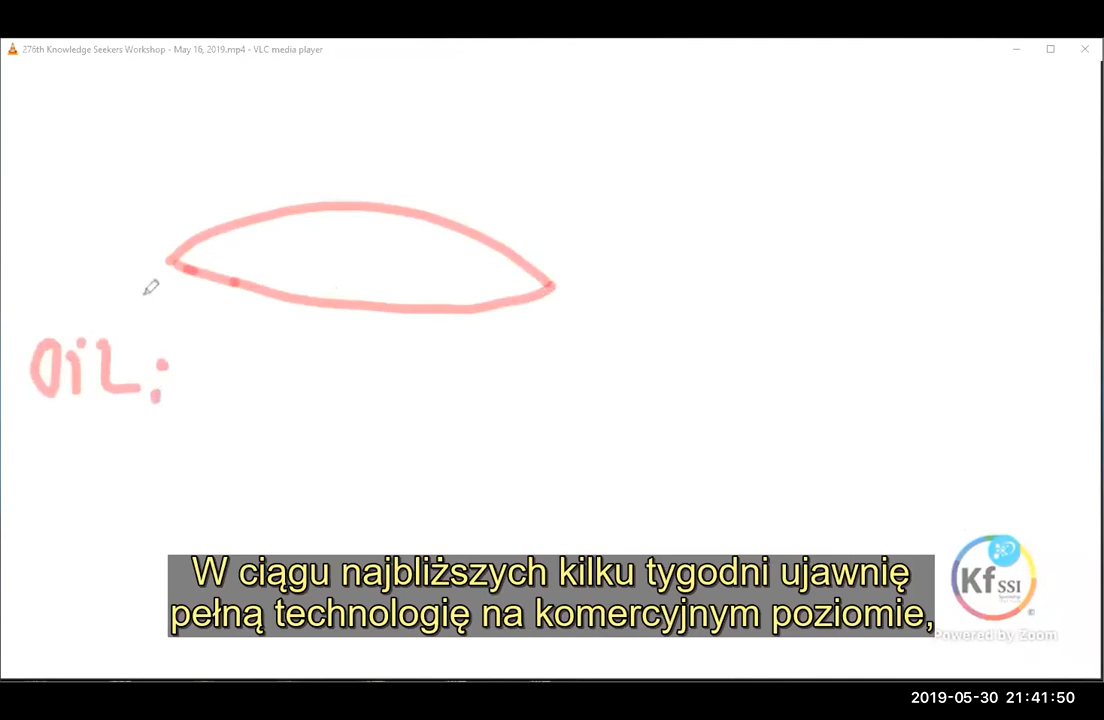 276th Knowledge Seekers Workshop - May 16, 2019.mp4 - VLC media player
OiL:
W ciągu najbliższych kilku tygodni ujawnię
pełną technologię na komercyjnym poziomie,
Kf SSI
©
Powered by Zoom
2019-05-30 21:41:50